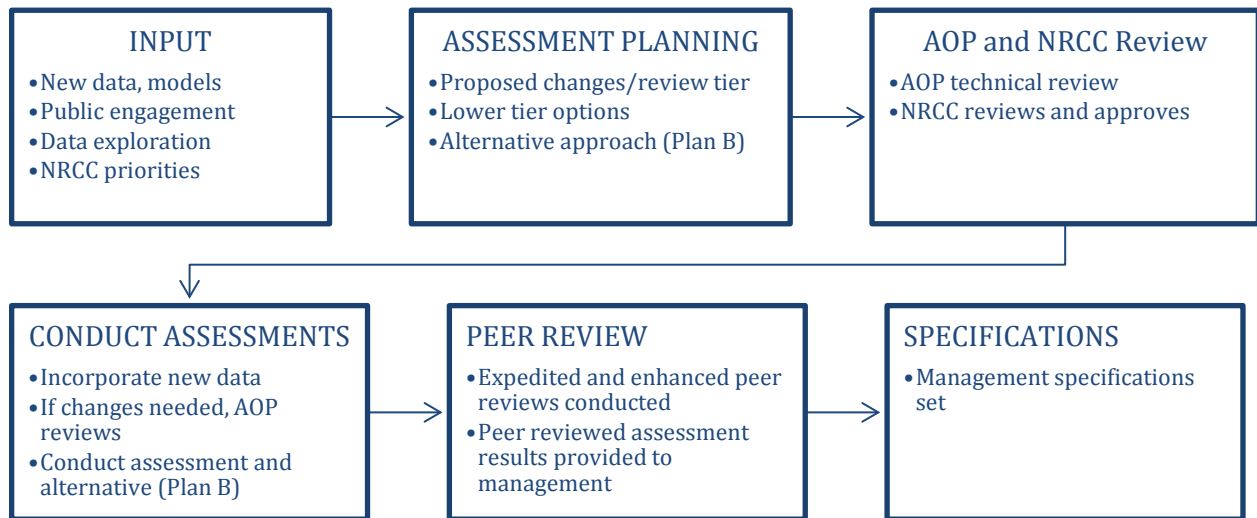 INPUT
•New data, models
•Public engagement
•Data exploration
•NRCC priorities
ASSESSMENT PLANNING
•Proposed changes/review tier
•Lower tier options
•Alternative approach (Plan B)
AOP and NRCC Review
•AOP technical review
•NRCC reviews and approves
CONDUCT ASSESSMENTS
•Incorporate new data
•If changes needed, AOP
reviews
•Conduct assessment and
alternative (Plan B)
PEER REVIEW
•Expedited and enhanced peer
reviews conducted
•Peer reviewed assessment
results provided to
management
SPECIFICATIONS
•Management specifications
set